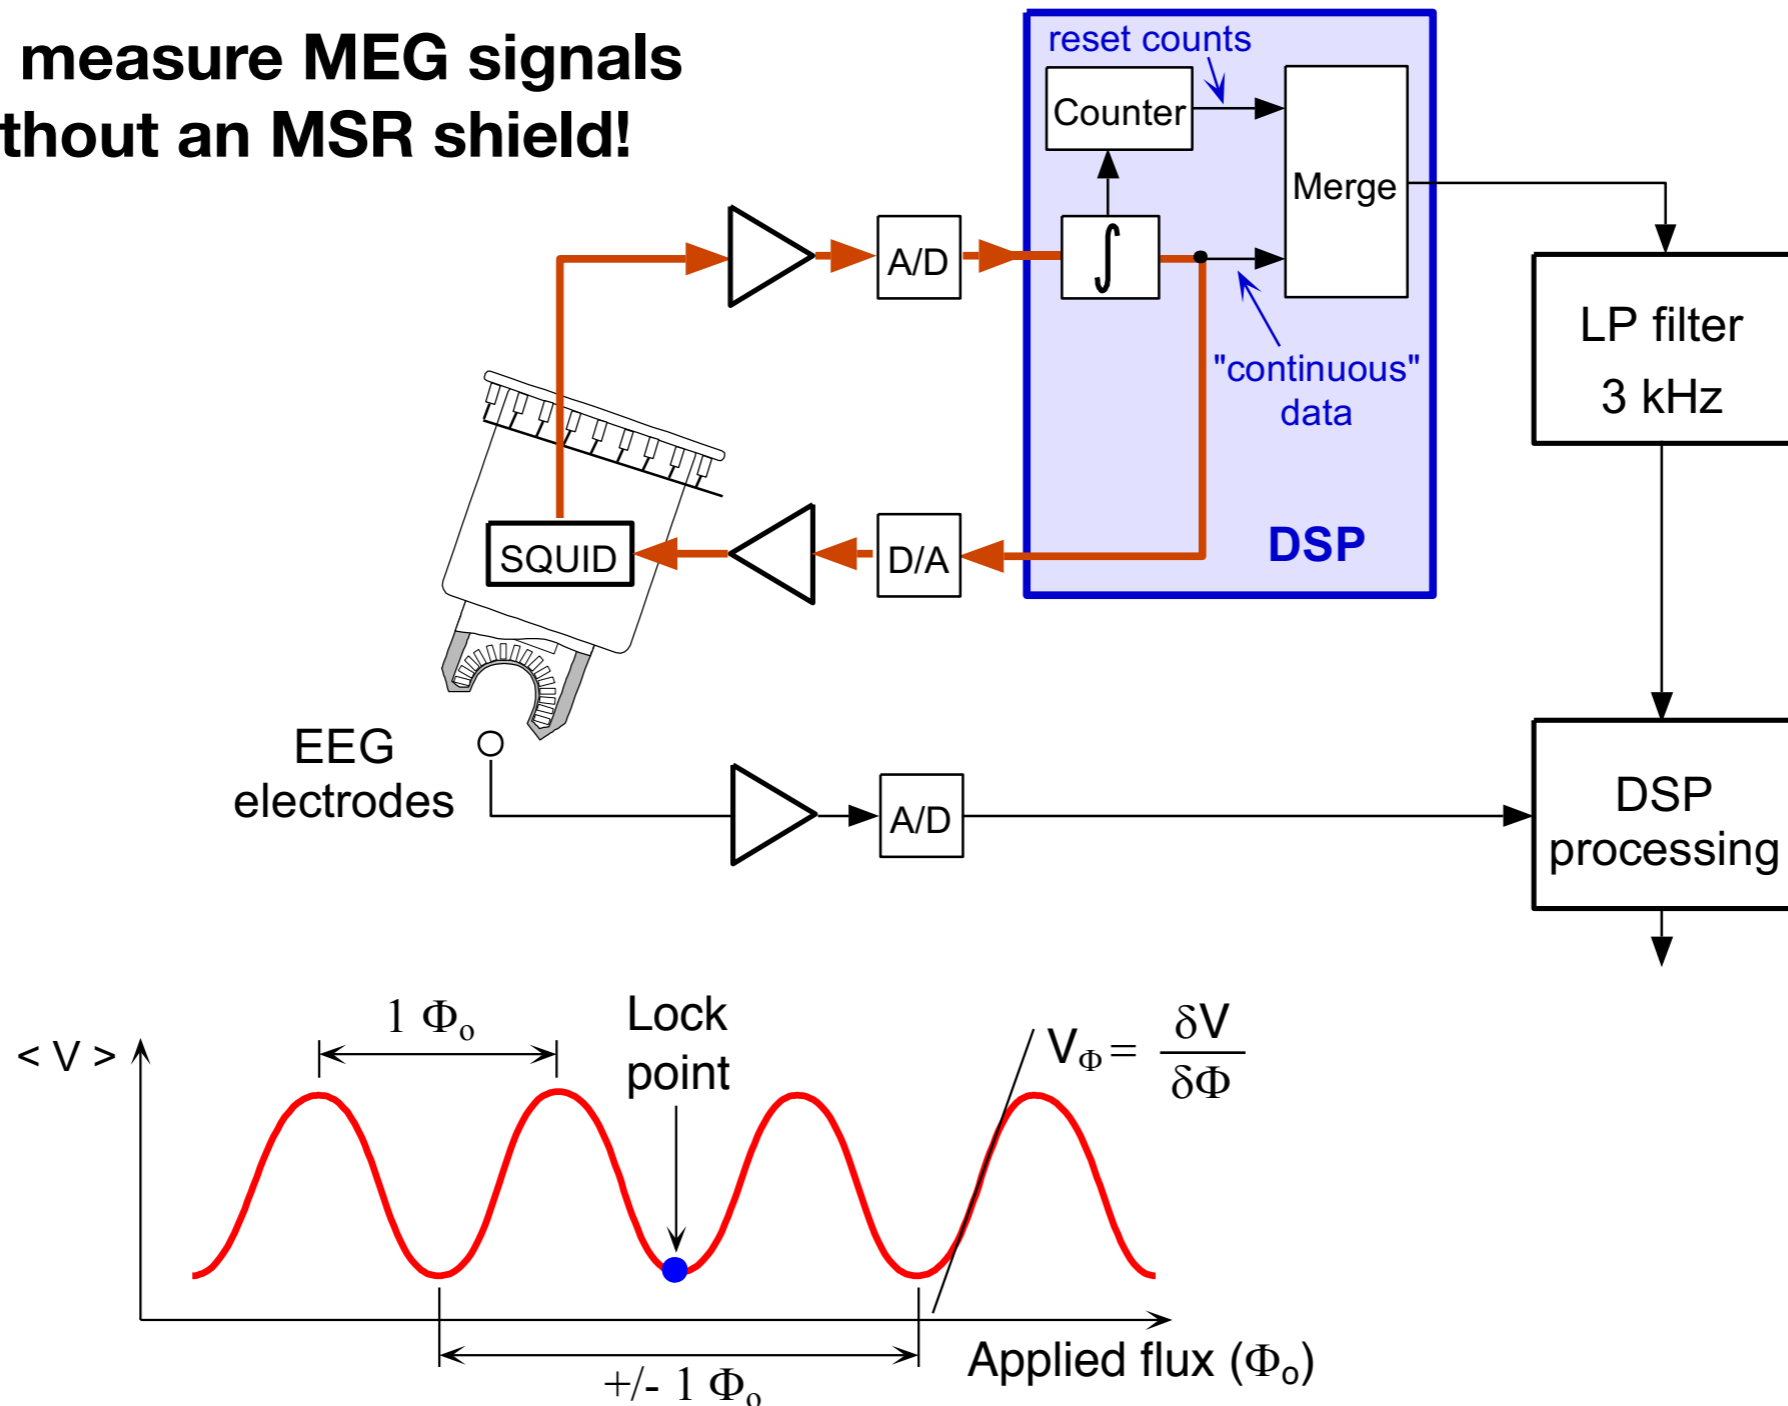 measure MEG signals
thout an MSR shield!
reset counts
Counter
Merge
A/D
∫
"continuous"
data
LP filter
3 kHz
SQUID
D/A
DSP
EEG
electrodes
A/D
DSP
processing
1 Φo
Lock
point
< V >
VΦ = δV
δΦ
Applied flux (Φo)
+/- 1 Φo